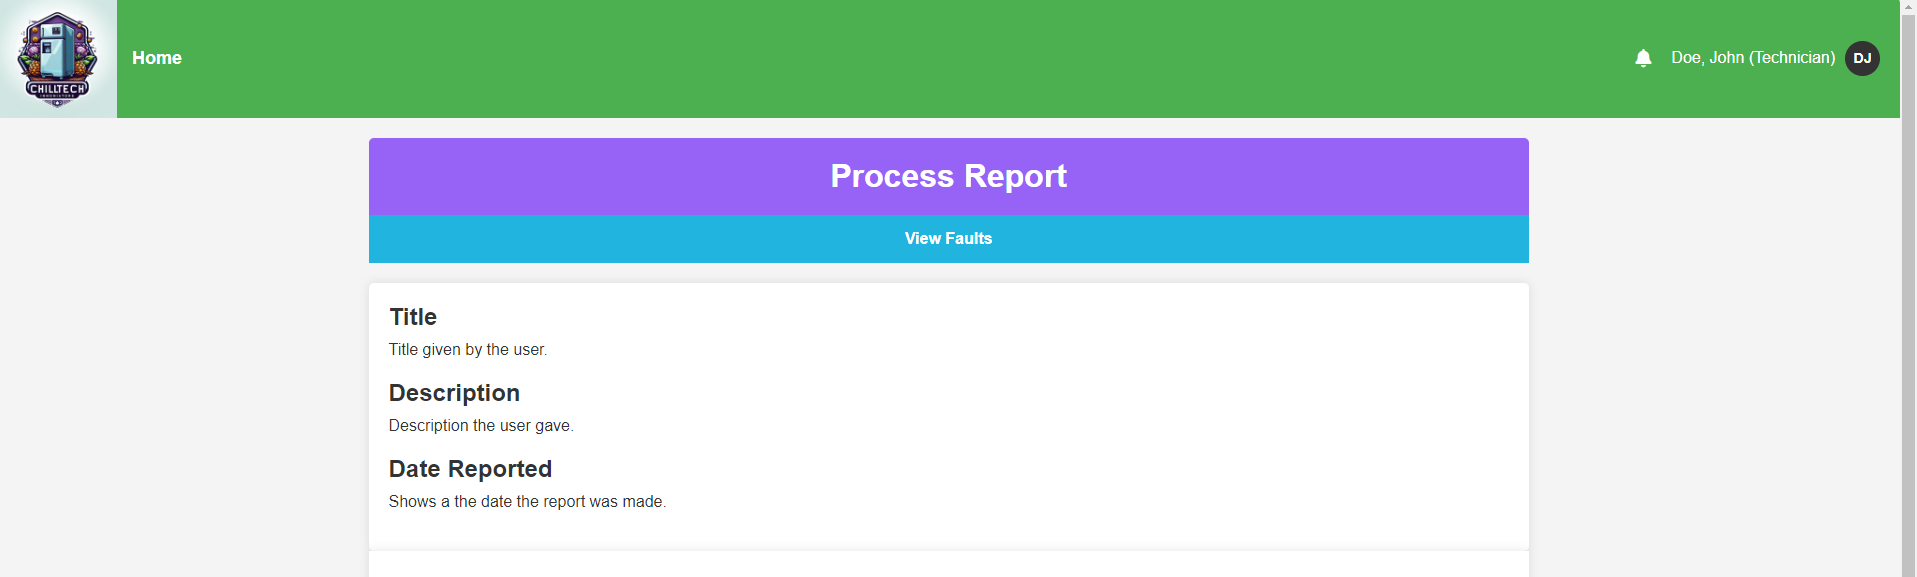 CHILLTECH
Home
Doe, John (Technician) DJ
Process Report
View Faults
Title
Title given by the user.
Description
Description the user gave.
Date Reported
Shows a the date the report was made.